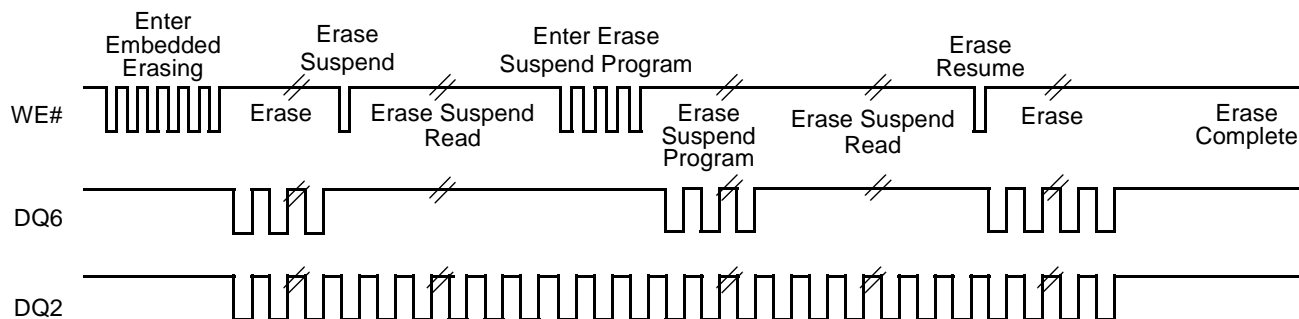 Enter
Embedded
Erasing
Erase
Suspend
Enter Erase
Suspend Program
Erase
Resume
WE#
Erase
Erase Suspend
Read
Erase
Suspend
Program
Erase Suspend
Read
Erase
Erase
Complete
DQ6
DQ2